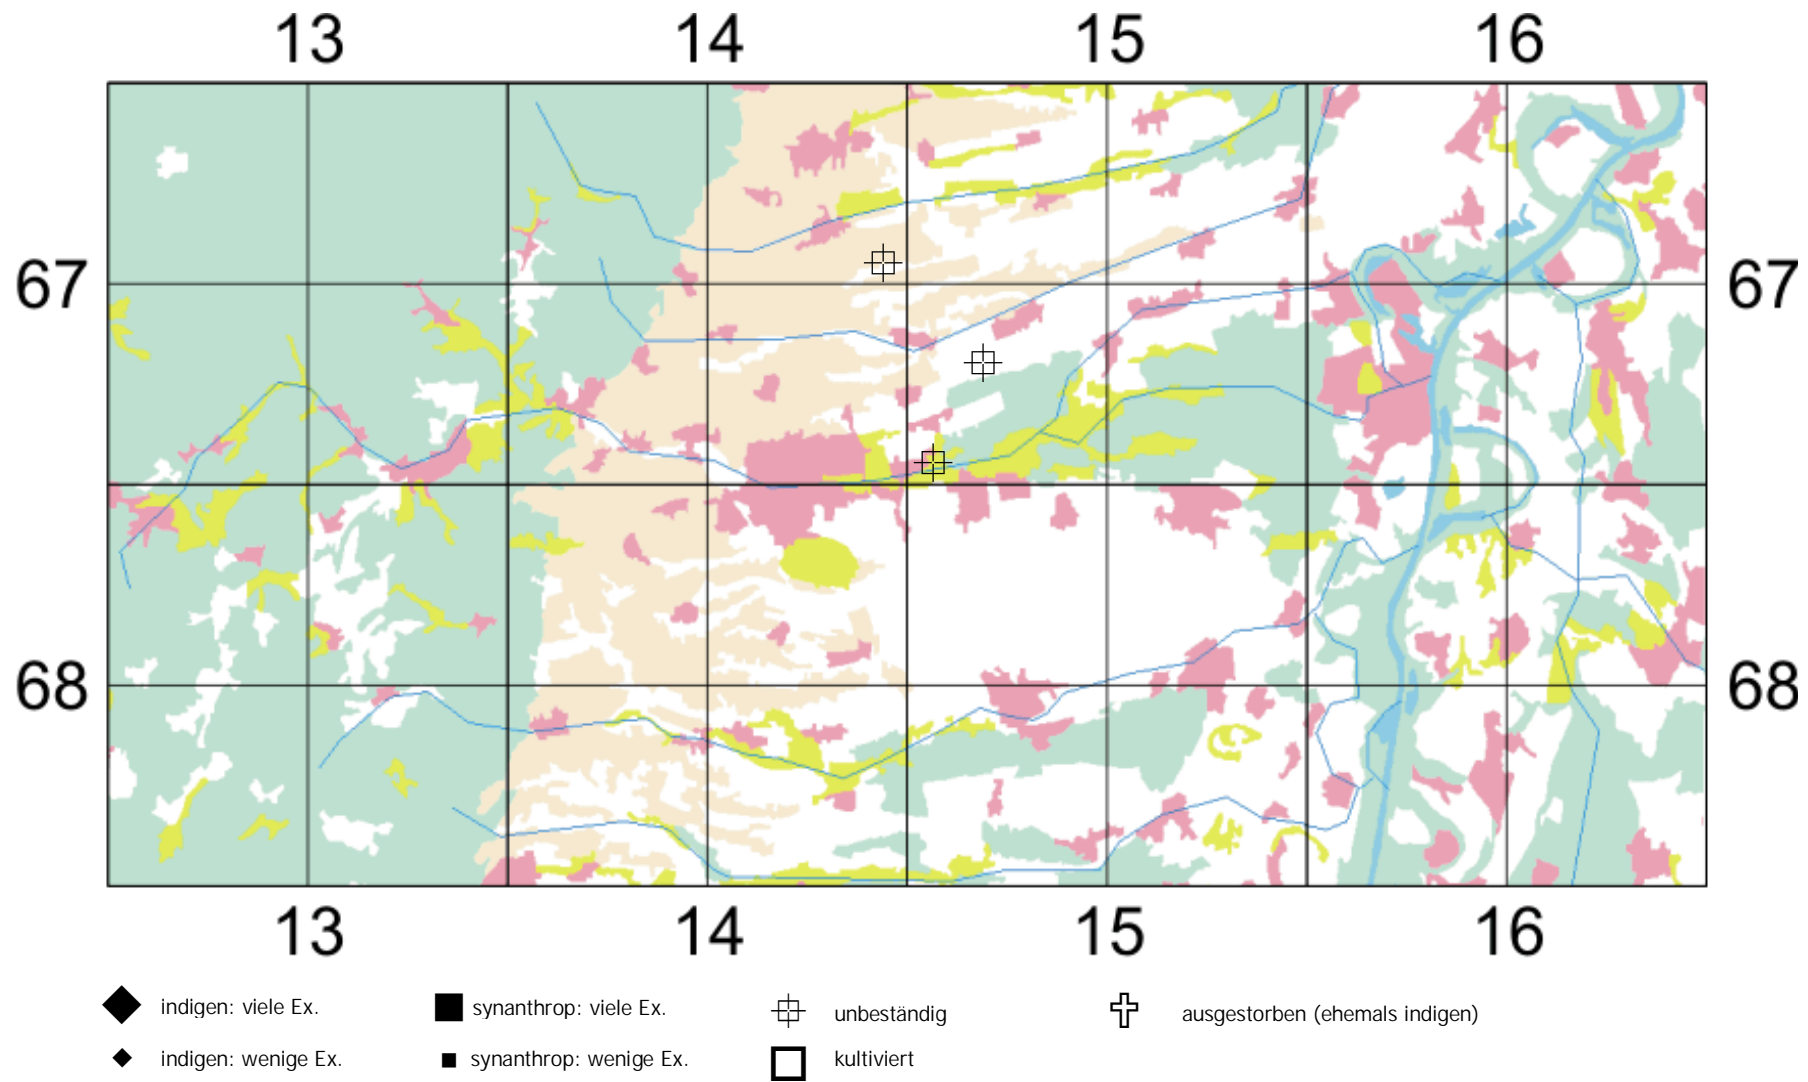 13 14 15 16
67 67
68 68
13 14 15 16
indigen: viele Ex. synanthrop: viele Ex. unbeständig ausgestorben (ehemals indigen)
indigen: wenige Ex. synanthrop: wenige Ex. kultiviert